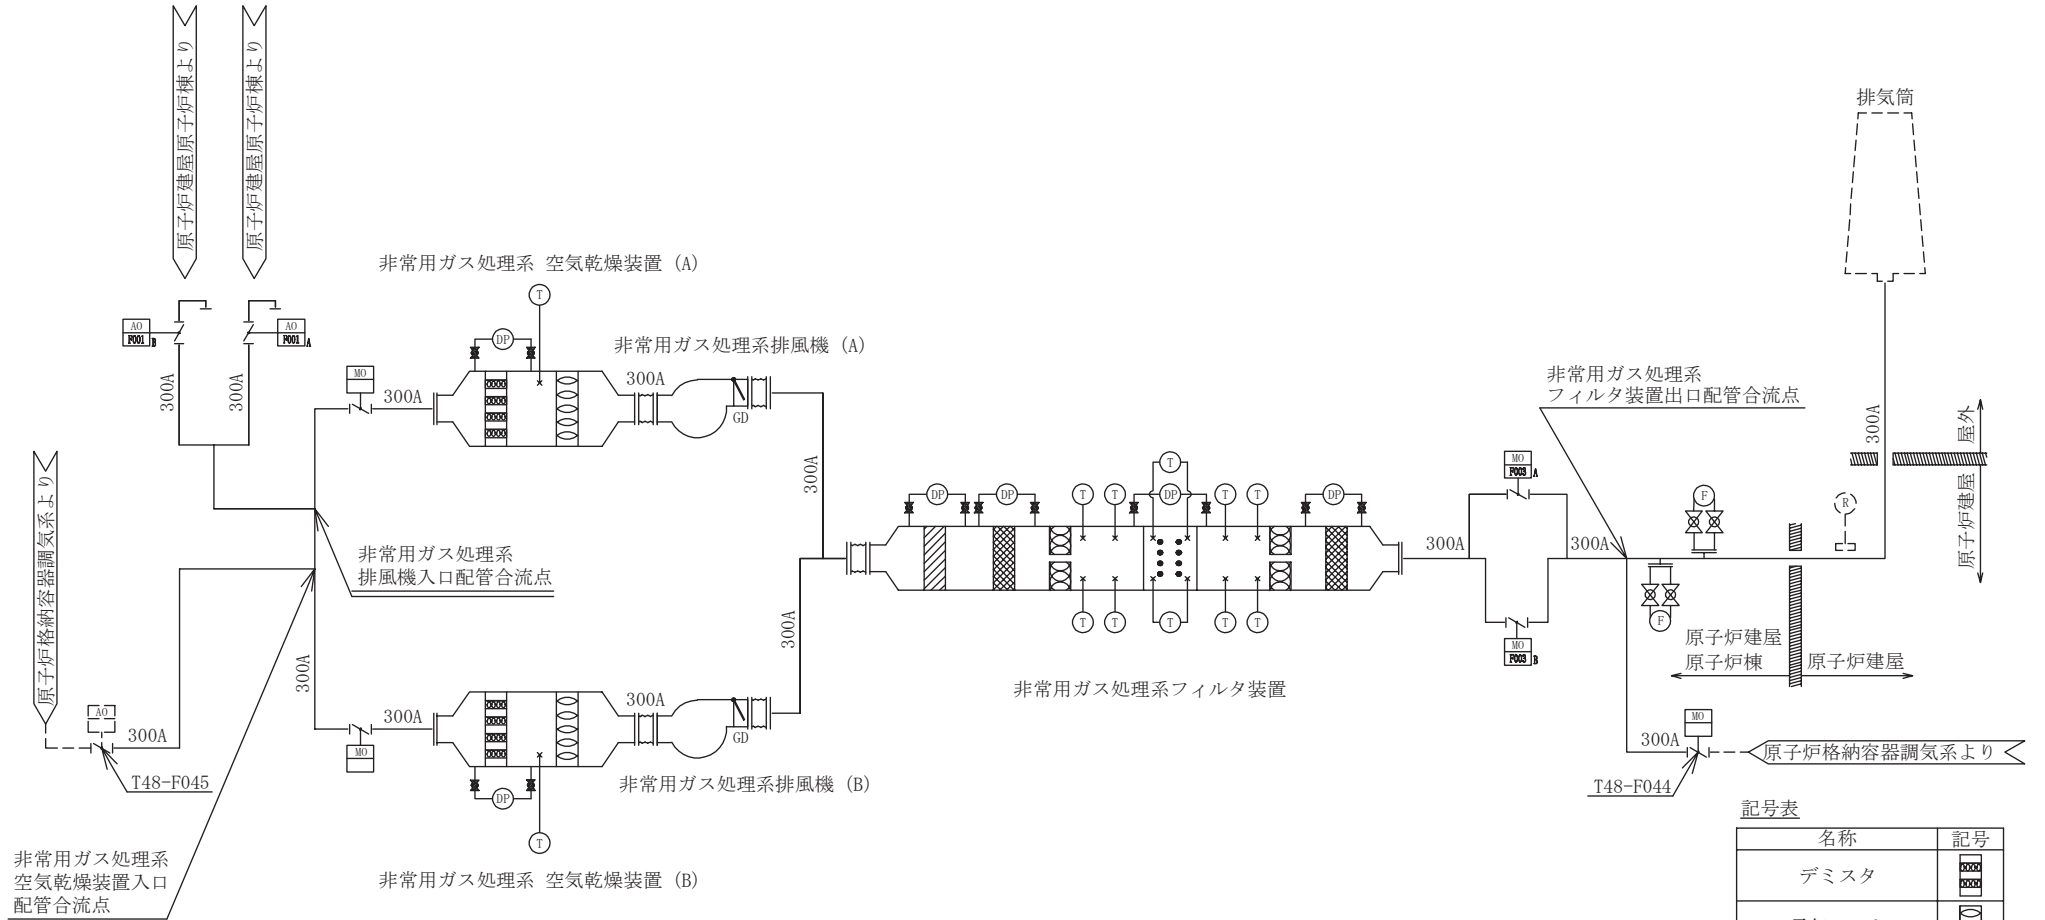 原子炉建屋原子炉棟より
原子炉建屋原子炉棟より
排気筒
非常用ガス処理系 空気乾燥装置 (A)
T
AO
F001
B
AO
F001
A
DP
非常用ガス処理系排風機 (A)
300A
300A
MO
300A
300A
GD
非常用ガス処理系
フィルタ装置出口配管合流点
300A
屋外
原子炉建屋
原子炉格納容器調気系より
300A
T
DP
DP
T
T
DP
T
T
DP
MO
F003
A
F
R
非常用ガス処理系
排風機入口配管合流点
300A
300A
300A
300A
T
T
T
T
T
MO
F003
B
F
原子炉建屋
原子炉棟
原子炉建屋
非常用ガス処理系フィルタ装置
300A
AO
300A
T48-F045
MO
300A
300A
GD
DP
非常用ガス処理系排風機 (B)
T
非常用ガス処理系 空気乾燥装置 (B)
MO
300A
原子炉格納容器調気系より
T48-F044
非常用ガス処理系
空気乾燥装置入口
配管合流点
記号表
名称
記号
デミスタ